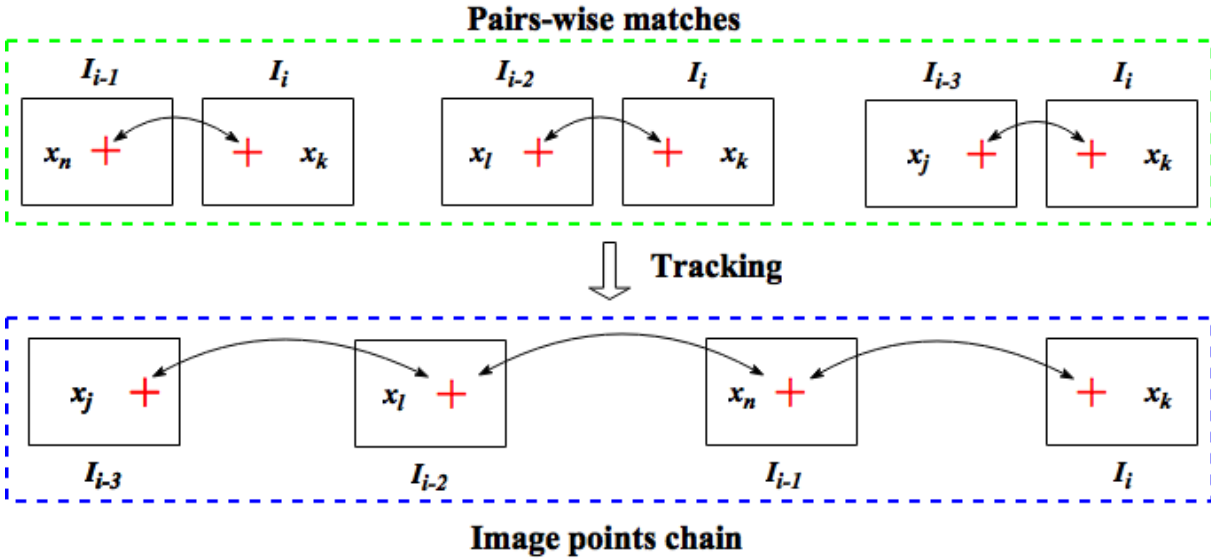 Pairs-wise matches
I_{i-1} I_i I_{i-2} I_i I_{i-3} I_i
x_n x_k x_l x_k x_j x_k
Tracking
x_j x_l x_n x_k
I_{i-3} I_{i-2} I_{i-1} I_i
Image points chain